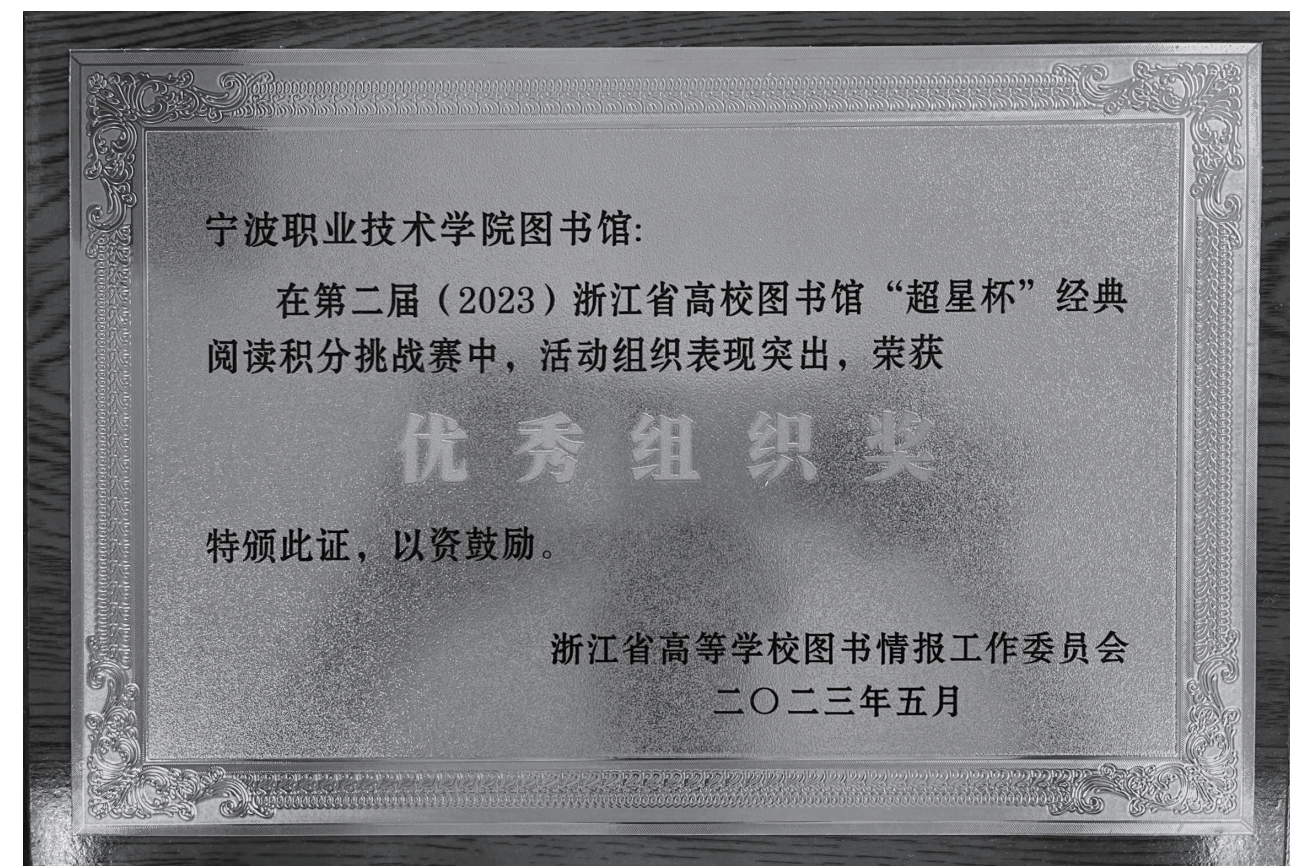 宁波职业技术学院图书馆:
在第二届（2023）浙江省高校图书馆“超星杯”经典
阅读积分挑战赛中，活动组织表现突出，荣获
优秀组织奖
特颁此证，以资鼓励。
浙江省高等学校图书情报工作委员会
二〇二三年五月